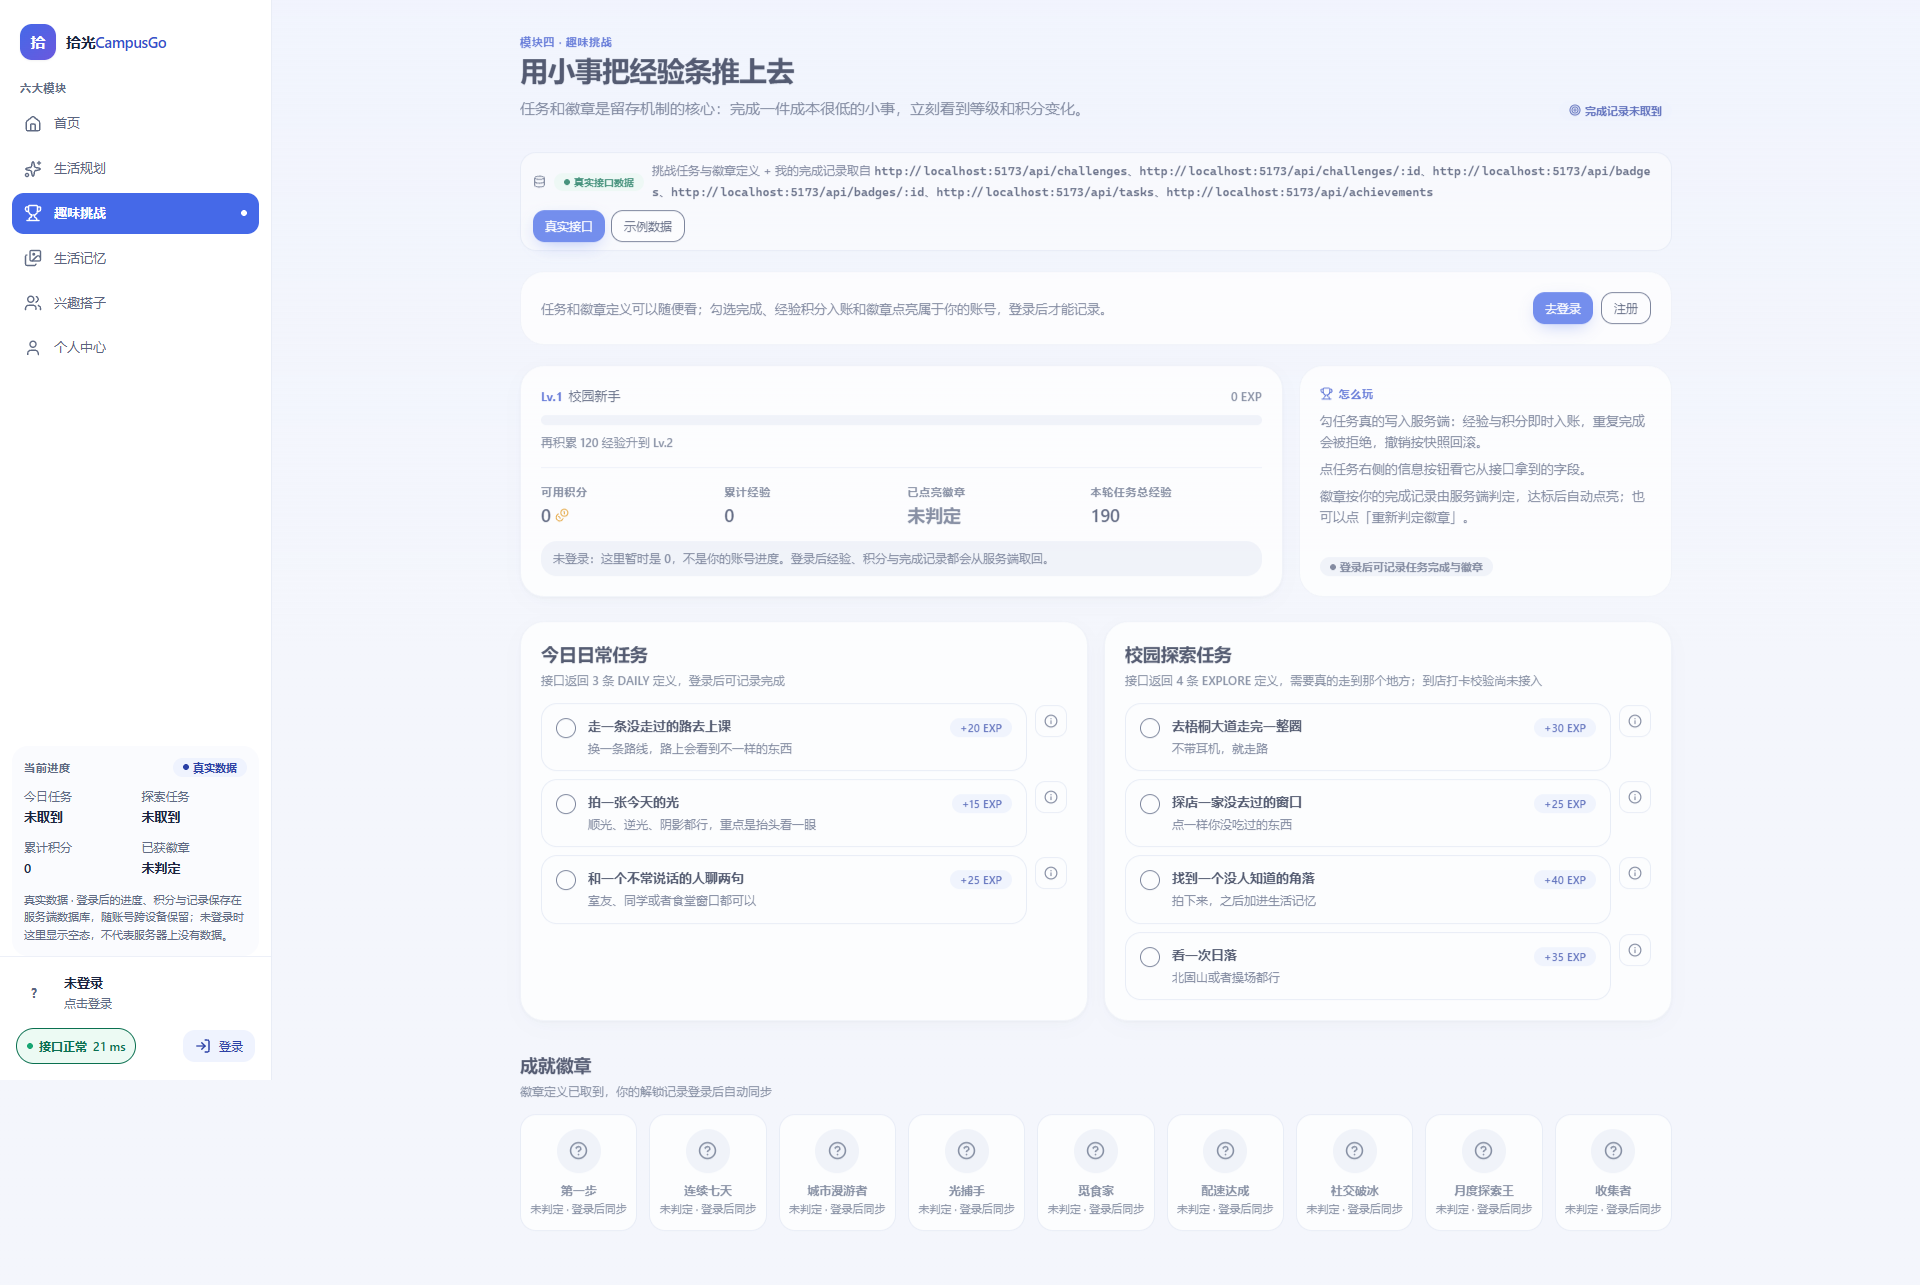 拾
拾光CampusGo
六大模块
首页
生活规划
趣味挑战
生活记忆
兴趣搭子
个人中心
当前进度
真实数据
今日任务
探索任务
未取到
未取到
累计积分
已获徽章
0
未判定
真实数据 · 登录后的进度、积分与记录保存在
服务端数据库，随账号跨设备保留；未登录时
这里显示空态，不代表服务器上没有数据。
?
未登录
点击登录
接口正常 21 ms
登录
模块四 · 趣味挑战
用小事把经验条推上去
任务和徽章是留存机制的核心：完成一件成本很低的小事，立刻看到等级和积分变化。
完成记录未取到
真实接口数据
挑战任务与徽章定义 + 我的完成记录取自 http://localhost:5173/api/challenges、http://localhost:5173/api/challenges/:id、http://localhost:5173/api/badge
s、http://localhost:5173/api/badges/:id、http://localhost:5173/api/tasks、http://localhost:5173/api/achievements
真实接口
示例数据
任务和徽章定义可以随便看；勾选完成、经验积分入账和徽章点亮属于你的账号，登录后才能记录。
去登录
注册
Lv.1 校园新手
0 EXP
再积累 120 经验升到 Lv.2
可用积分
累计经验
已点亮徽章
本轮任务总经验
0
0
未判定
190
未登录：这里暂时是 0，不是你的账号进度。登录后经验、积分与完成记录都会从服务端取回。
怎么玩
勾任务真的写入服务端：经验与积分即时入账，重复完成
会被拒绝，撤销按快照回滚。
点任务右侧的信息按钮看它从接口拿到的字段。
徽章按你的完成记录由服务端判定，达标后自动点亮；也
可以点「重新判定徽章」。
登录后可记录任务完成与徽章
今日日常任务
接口返回 3 条 DAILY 定义，登录后可记录完成
走一条没走过的路去上课
+20 EXP
换一条路线，路上会看到不一样的东西
拍一张今天的光
+15 EXP
顺光、逆光、阴影都行，重点是抬头看一眼
和一个不常说话的人聊两句
+25 EXP
室友、同学或者食堂窗口都可以
校园探索任务
接口返回 4 条 EXPLORE 定义，需要真的走到那个地方；到店打卡校验尚未接入
去梧桐大道走完一整圈
+30 EXP
不带耳机，就走路
探店一家没去过的窗口
+25 EXP
点一样你没吃过的东西
找到一个没人知道的角落
+40 EXP
拍下来，之后加进生活记忆
看一次日落
+35 EXP
北固山或者操场都行
成就徽章
徽章定义已取到，你的解锁记录登录后自动同步
第一步
未判定 · 登录后同步
连续七天
未判定 · 登录后同步
城市漫游者
未判定 · 登录后同步
光捕手
未判定 · 登录后同步
觅食家
未判定 · 登录后同步
配速达成
未判定 · 登录后同步
社交破冰
未判定 · 登录后同步
月度探索王
未判定 · 登录后同步
收集者
未判定 · 登录后同步